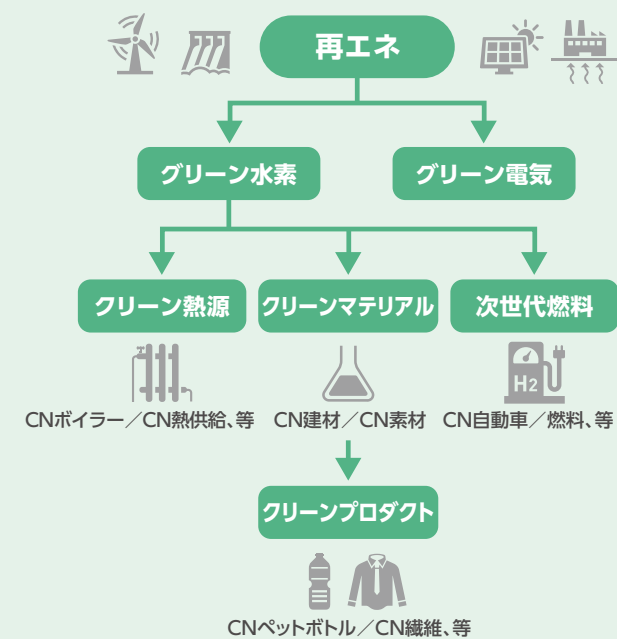 再エネ
グリーン水素
グリーン電気
クリーン熱源
クリーンマテリアル
次世代燃料
H2
CNボイラー／CN熱供給、等
CN建材／CN素材
CN自動車／燃料、等
クリーンプロダクト
CNペットボトル／CN繊維、等